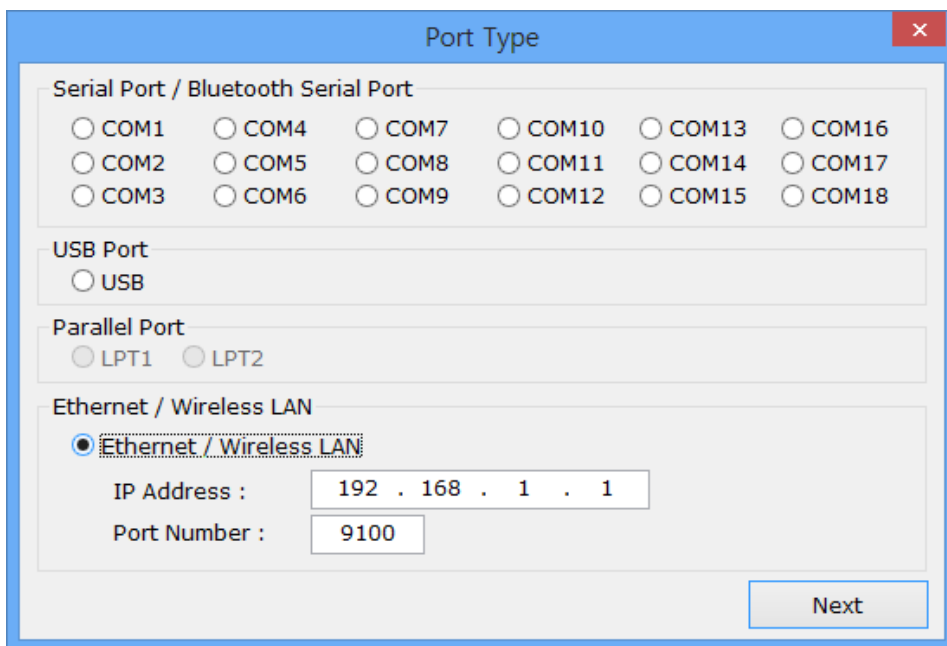 Port Type
Serial Port / Bluetooth Serial Port
COM1 COM4 COM7 COM10 COM13 COM16
COM2 COM5 COM8 COM11 COM14 COM17
COM3 COM6 COM9 COM12 COM15 COM18
USB Port
USB
Parallel Port
LPT1 LPT2
Ethernet / Wireless LAN
Ethernet / Wireless LAN
IP Address : 192 . 168 . 1 . 1
Port Number : 9100
Next